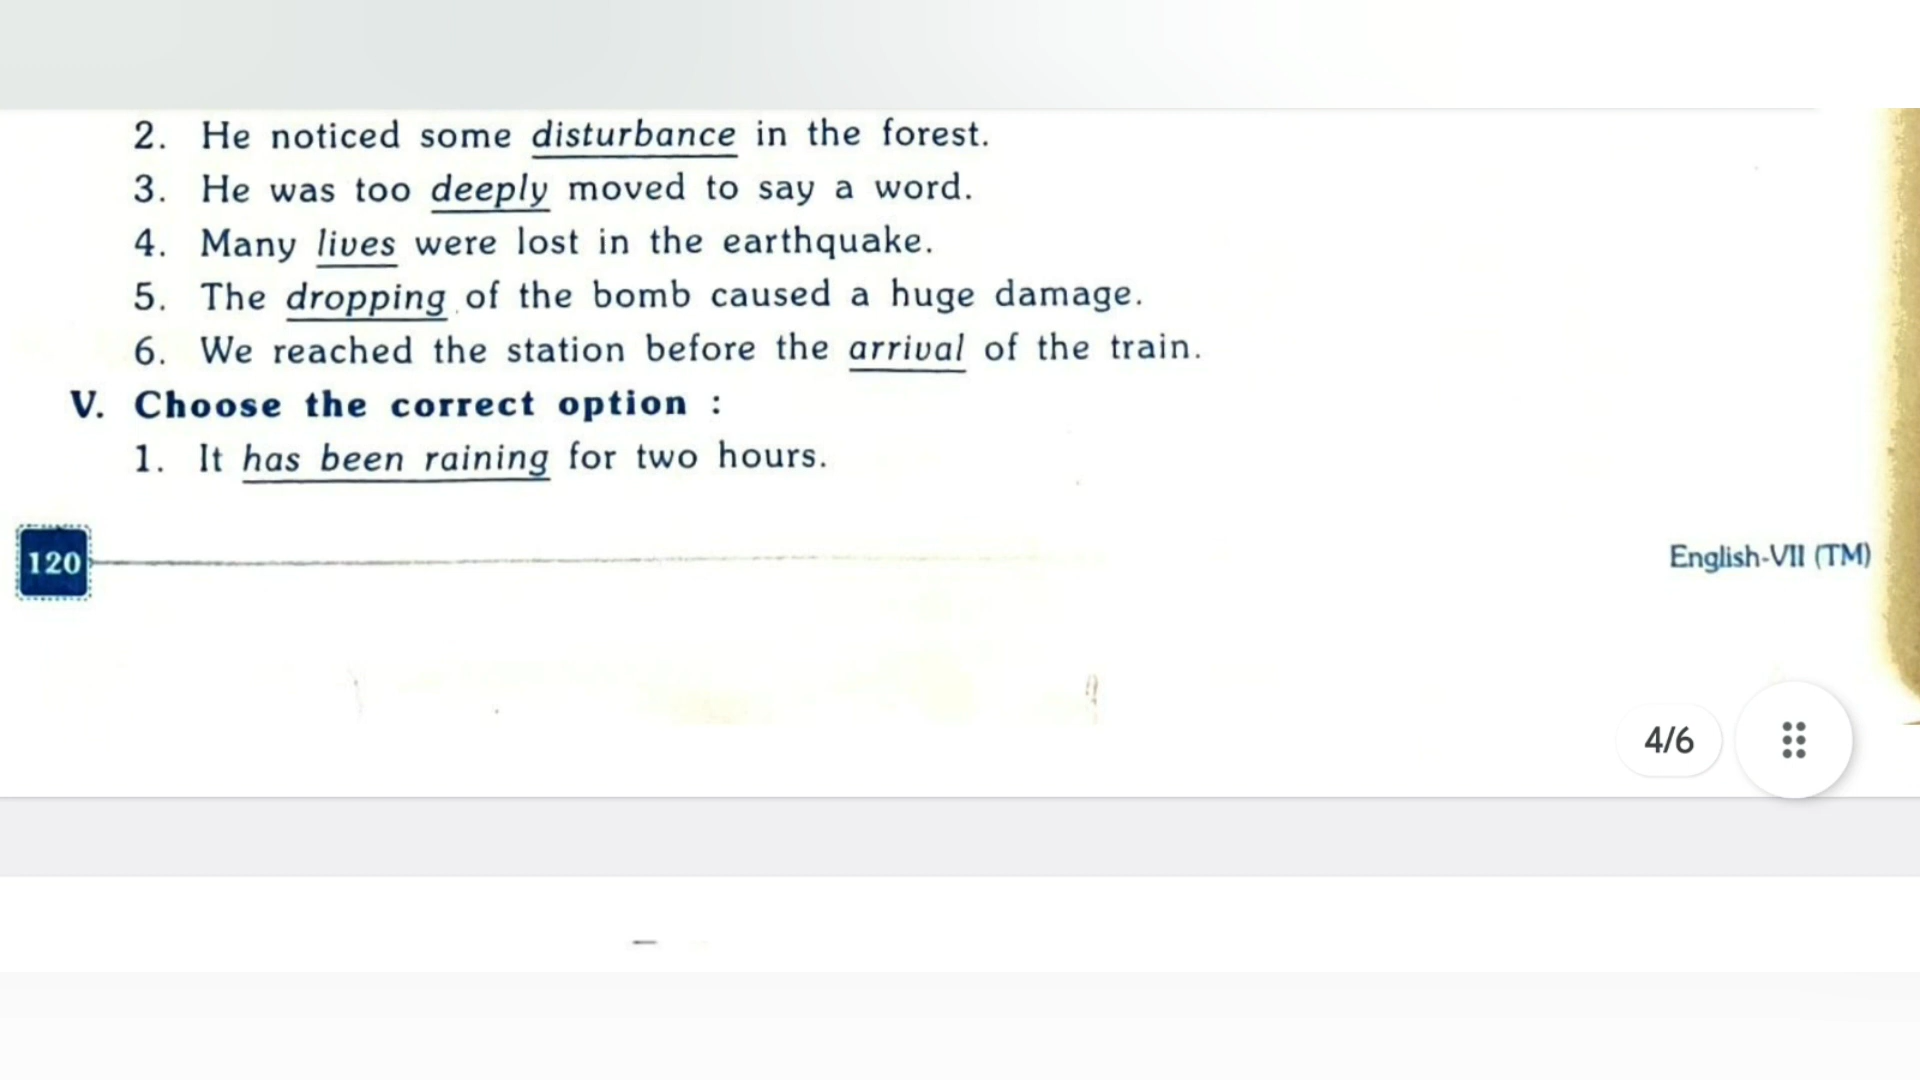 2. He noticed some disturbance in the forest.
3. He was too deeply moved to say a word.
4. Many lives were lost in the earthquake.
5. The dropping of the bomb caused a huge damage.
6. We reached the station before the arrival of the train.
V. Choose the correct option :
1. It has been raining for two hours.
120
English-VII (TM)
4/6